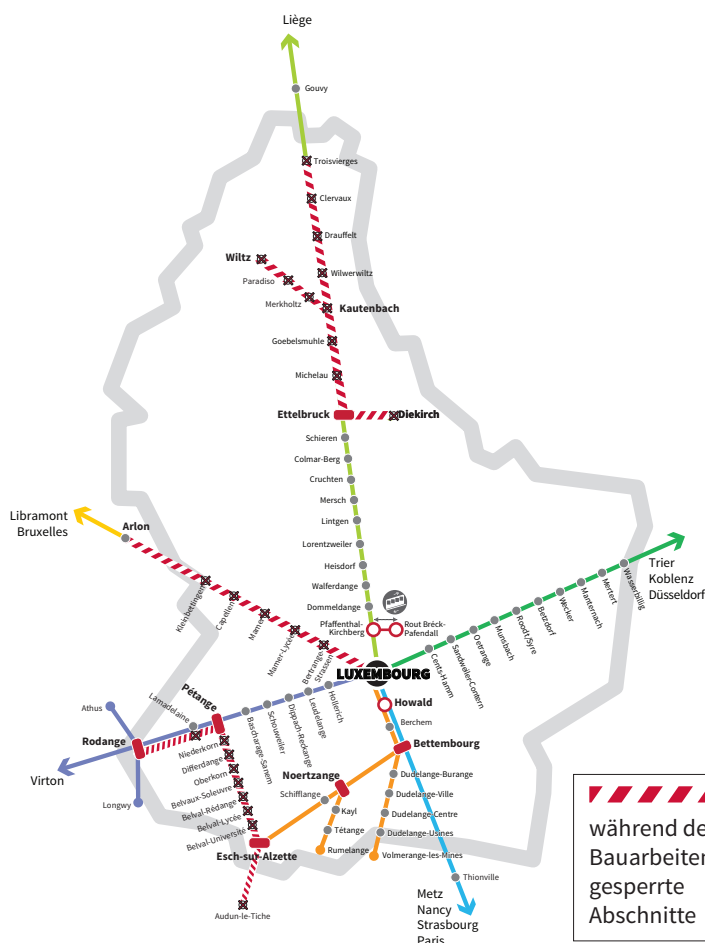 Liège
Gouvy
Troisvierges
Clervaux
Drauffelt
Wiltz
Wilwerwiltz
Paradiso
Merkholtz
Kautenbach
Goebelsmuhle
Michelau
Ettelbruck
Diekirch
Schieren
Colmar-Berg
Cruchten
Mersch
Lintgen
Lorentzweiler
Heisdorf
Walferdange
Dommeldange
Pfaffenthal-
Kirchberg
Rout Bréck-
Pafendall
Libramont
Bruxelles
Arlon
Kleinbettingen
Capellen
Mamer
Mamer-Lycée
Bertrange
Strassen
LUXEMBOURG
Trier
Koblenz
Düsseldorf
Wasserbillig
Mertert
Manternach
Wecker
Betzdorf
Roodt/Syre
Munsbach
Oetrange
Sandweiler-Contern
Cents-Hamm
Howald
Berchem
Bettembourg
Hollerich
Leudelange
Dippach-Reckange
Schouweiler
Bascharage-Sanem
Pétange
Lamadelaine
Athus
Rodange
Virton
Longwy
Niederkorn
Differdange
Oberkorn
Belvaux-Soleuvre
Belval-Rédange
Belval-Lycée
Belval-Université
Esch-sur-Alzette
Audun-le-Tiche
Noertzange
Schifflange
Kayl
Tétange
Rumelange
Dudelange-Burange
Dudelange-Ville
Dudelange-Centre
Dudelange-Usines
Volmerange-les-Mines
Thionville
Metz
Nancy
Strasbourg
Paris
während de
Bauarbeiten
gesperrte
Abschnitte